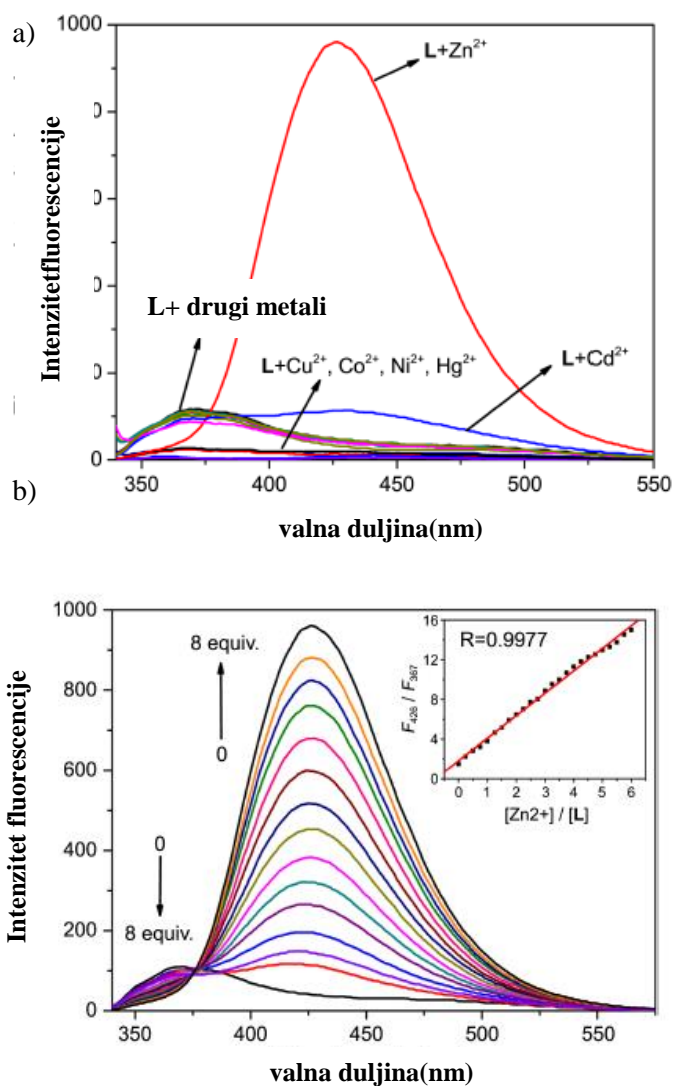 a)
1000
L+Zn²⁺
Intenzitetfluorescencije
0
0
L+ drugi metali
L+Cu²⁺, Co²⁺, Ni²⁺, Hg²⁺
L+Cd²⁺
0
0
350 400 450 500 550
valna duljina(nm)
b)
1000
800
600
400
200
0
Intenzitet fluorescencije
8 equiv.
0
0
8 equiv.
R=0.9977
16
12
8
4
0
F₄₂₆ / F₃₆₇
0 1 2 3 4 5 6
[Zn2+] / [L]
350 400 450 500 550
valna duljina(nm)